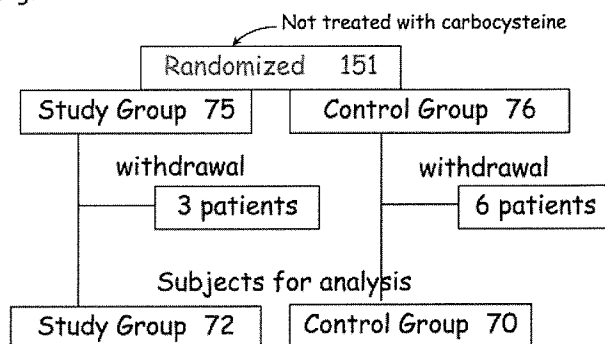 Not treated with carbocysteine
Randomized 151
Study Group 75
Control Group 76
withdrawal
withdrawal
3 patients
6 patients
Subjects for analysis
Study Group 72
Control Group 70